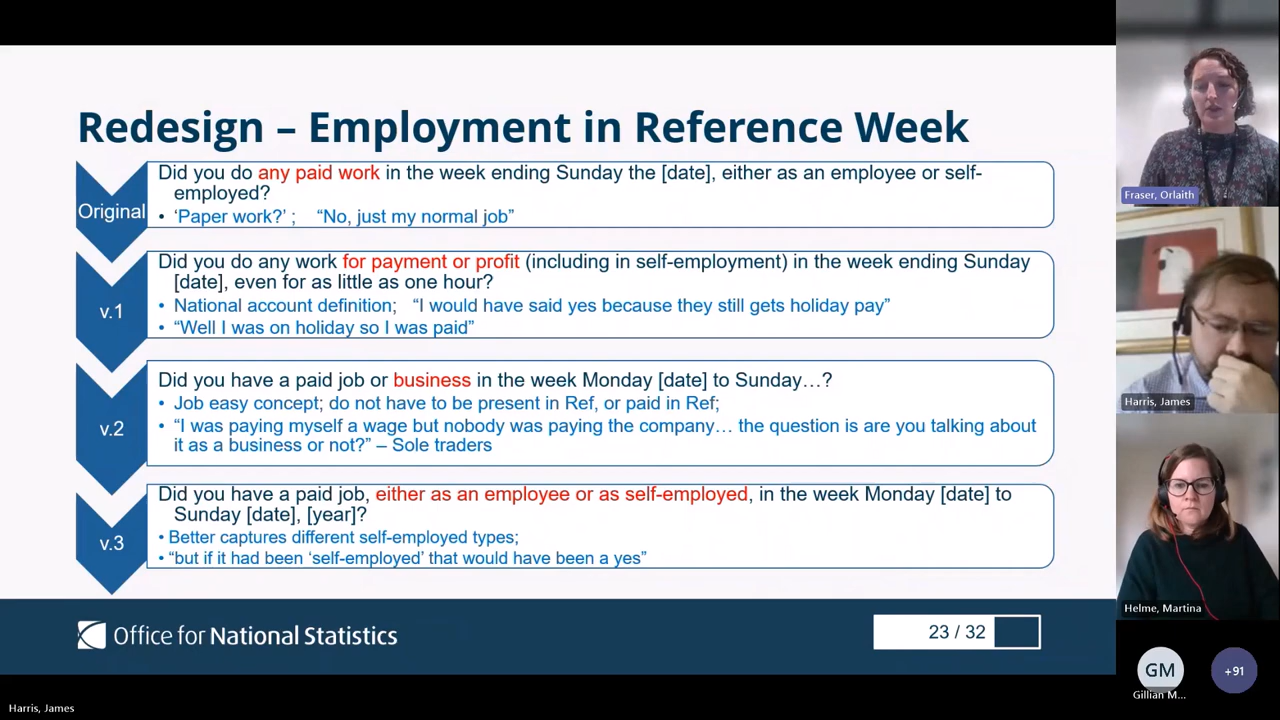 Redesign – Employment in Reference Week
Original
Did you do any paid work in the week ending Sunday the [date], either as an employee or self-
employed?
• ‘Paper work?’ ; “No, just my normal job”
v.1
Did you do any work for payment or profit (including in self-employment) in the week ending Sunday
[date], even for as little as one hour?
• National account definition; “I would have said yes because they still gets holiday pay”
• “Well I was on holiday so I was paid”
v.2
Did you have a paid job or business in the week Monday [date] to Sunday…?
• Job easy concept; do not have to be present in Ref, or paid in Ref;
• “I was paying myself a wage but nobody was paying the company… the question is are you talking about
it as a business or not?” – Sole traders
v.3
Did you have a paid job, either as an employee or as self-employed, in the week Monday [date] to
Sunday [date], [year]?
• Better captures different self-employed types;
• “but if it had been ‘self-employed’ that would have been a yes”
Office for National Statistics
23 / 32
Fraser, Orlaith
Harris, James
Helme, Martina
GM
Gillian M...
+91
Harris, James